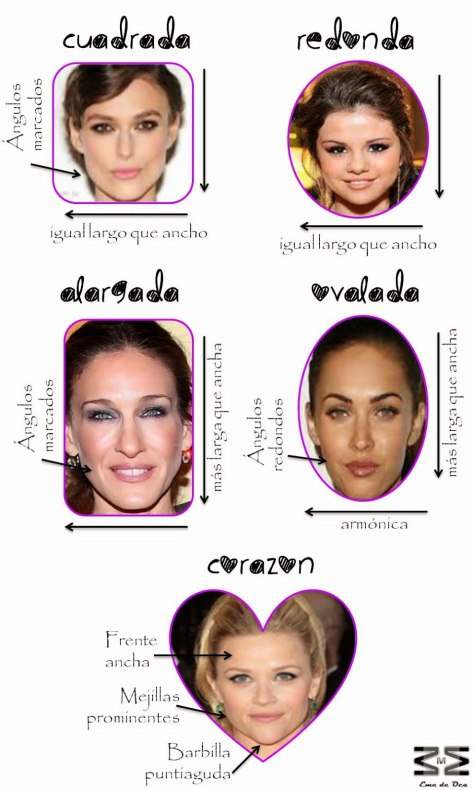 cuadrada
redonda
Ángulos
marcados
igual largo que ancho
igual largo que ancho
alargada
ovalada
Ángulos
marcados
más larga que ancha
Ángulos
redondos
más larga que ancha
armónica
corazon
Frente
ancha
Mejillas
prominentes
Barbilla
puntiaguda
M
Eme de Oca